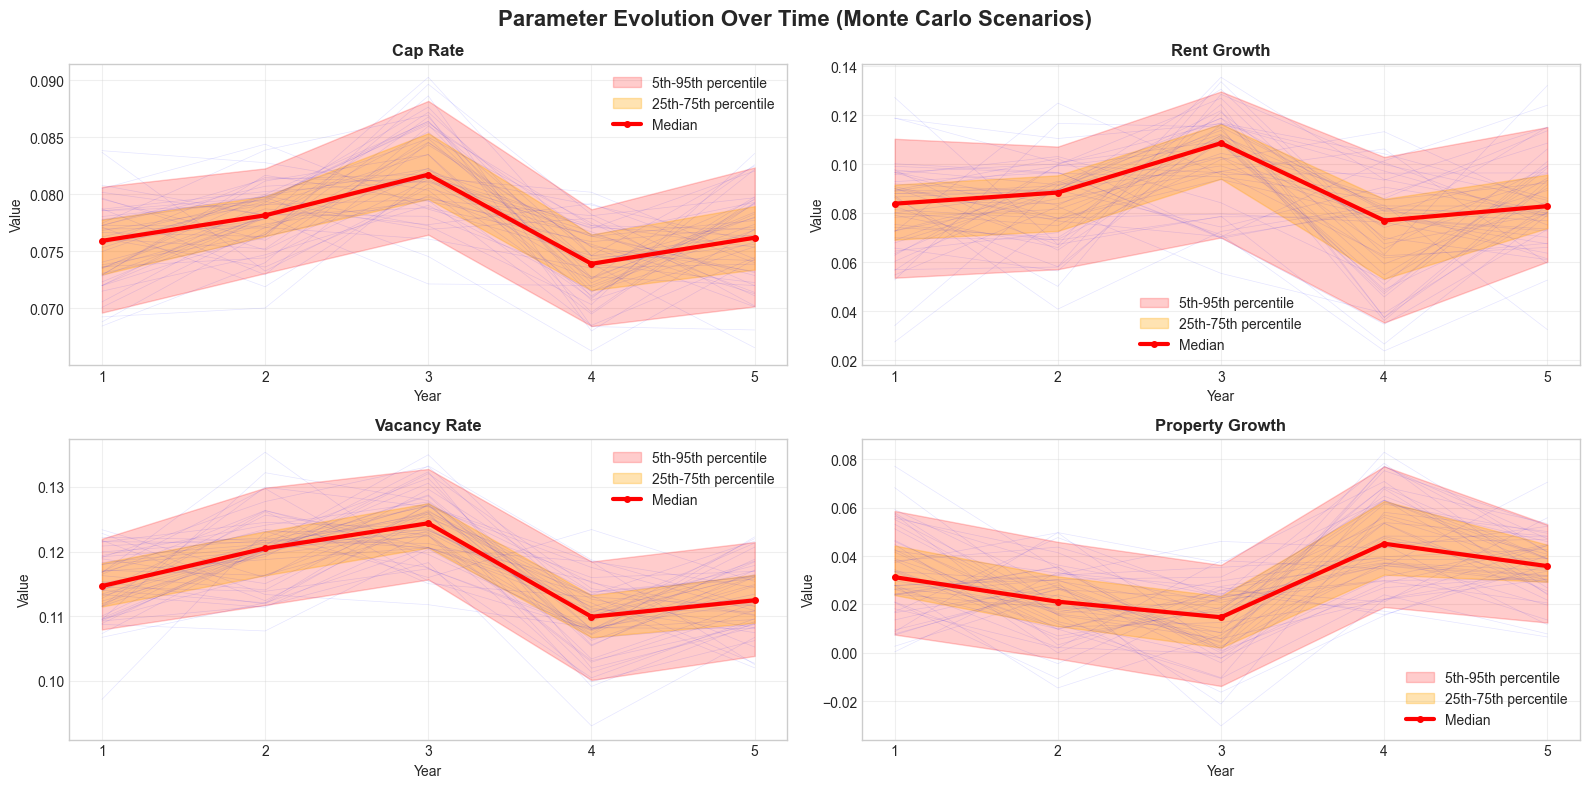 Parameter Evolution Over Time (Monte Carlo Scenarios)
Cap Rate
0.090
0.085
0.080
0.075
0.070
Value
5th-95th percentile
25th-75th percentile
Median
1 2 3 4 5
Year
Rent Growth
0.14
0.12
0.10
0.08
0.06
0.04
0.02
Value
5th-95th percentile
25th-75th percentile
Median
1 2 3 4 5
Year
Vacancy Rate
0.13
0.12
0.11
0.10
Value
5th-95th percentile
25th-75th percentile
Median
1 2 3 4 5
Year
Property Growth
0.08
0.06
0.04
0.02
0.00
−0.02
Value
5th-95th percentile
25th-75th percentile
Median
1 2 3 4 5
Year